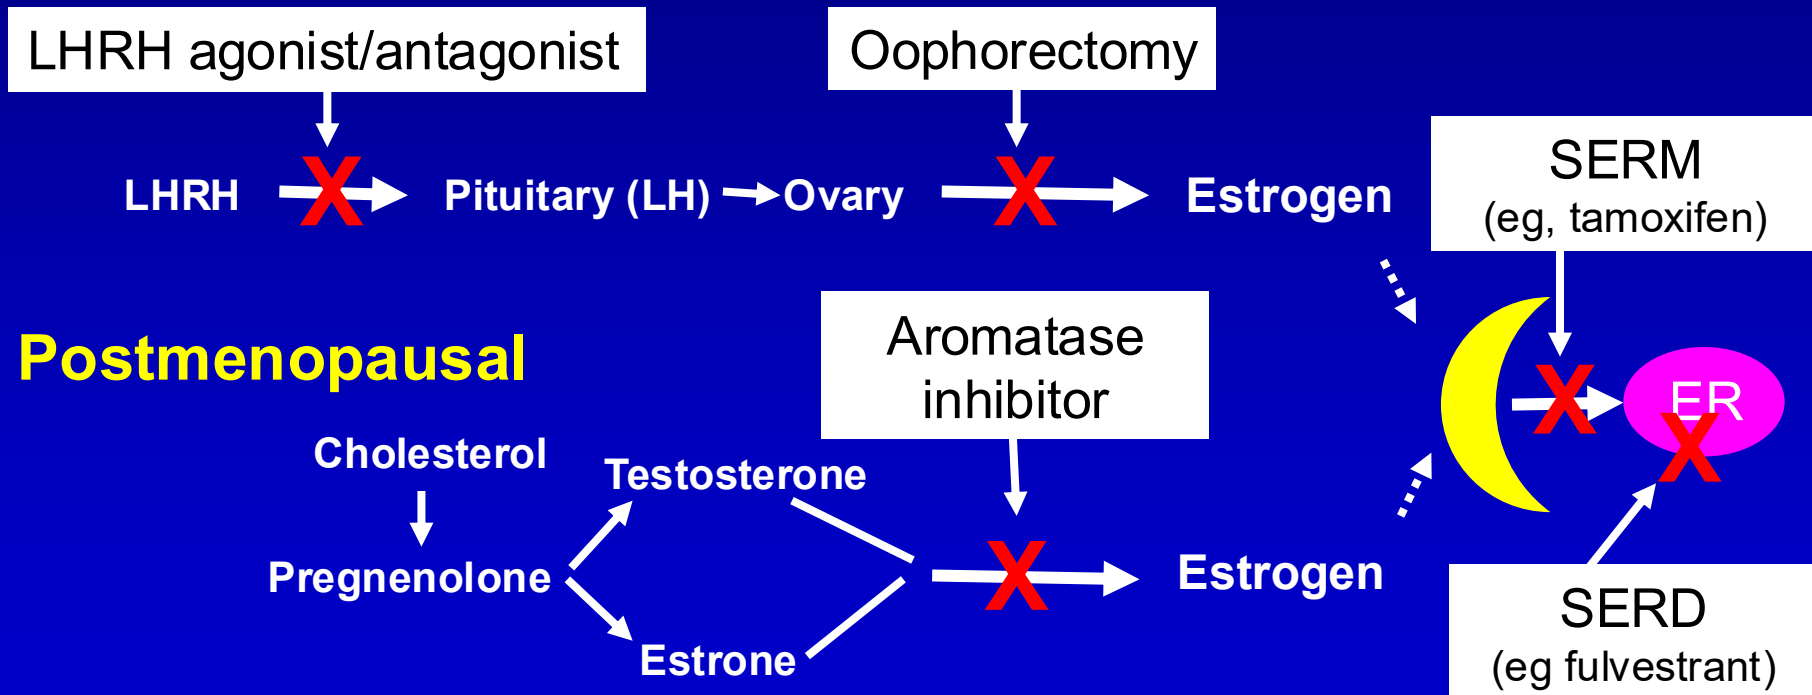 LHRH agonist/antagonist
Oophorectomy
SERM
(eg, tamoxifen)
LHRH
X
Pituitary (LH)
Ovary
X
Estrogen
Postmenopausal
Aromatase
inhibitor
X
ER
X
Cholesterol
Testosterone
Pregnenolone
X
Estrogen
Estrone
SERD
(eg fulvestrant)